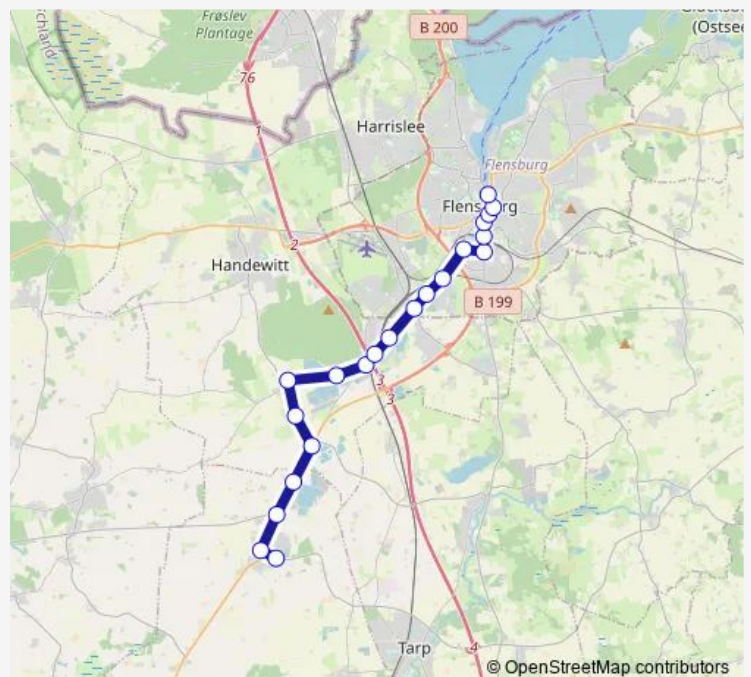 Frøslev
Plantage
B 200
(Ostsee
76
1
Harrislee
Flensburg
Flensburg
2
Handewitt
B 199
3
3
Tarp
4
© OpenStreetMap contributors